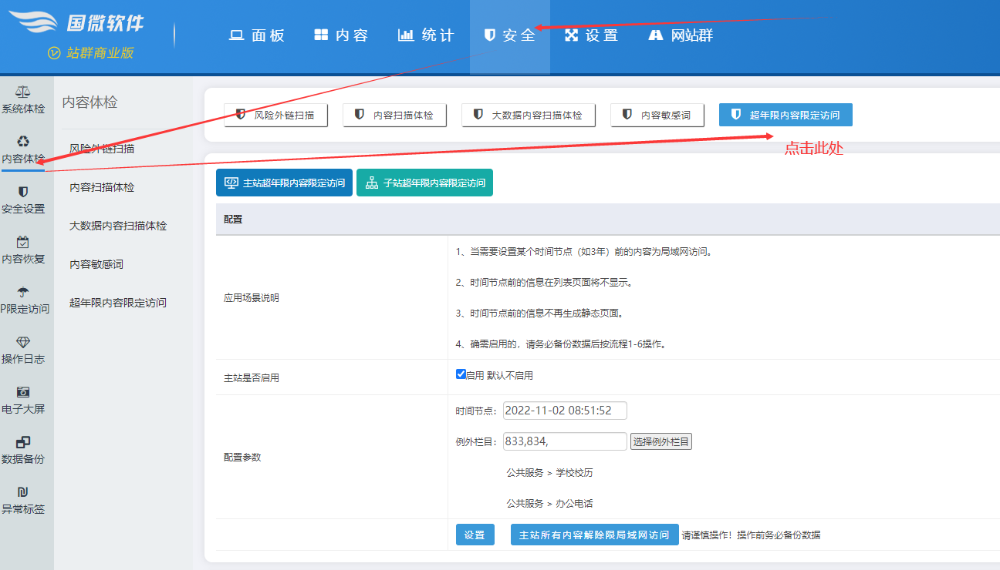 国微软件
站群商业版
面板
内容
统计
安全
设置
网站群
系统体检
内容体检
安全设置
内容恢复
P限定访问
操作日志
电子大屏
数据备份
异常标签
内容体检
风险外链扫描
内容扫描体检
大数据内容扫描体检
内容敏感词
超年限内容限定访问
风险外链扫描
内容扫描体检
大数据内容扫描体检
内容敏感词
超年限内容限定访问
点击此处
主站超年限内容限定访问
子站超年限内容限定访问
配置
应用场景说明
1、当需要设置某个时间节点（如3年）前的内容为局域网访问。
2、时间节点前的信息在列表页面将不显示。
3、时间节点前的信息不再生成静态页面。
4、确需启用的，请务必备份数据后按流程1-6操作。
主站是否启用
启用 默认不启用
配置参数
时间节点： 2022-11-02 08:51:52
例外栏目： 833,834, 选择例外栏目
公共服务 > 学校校历
公共服务 > 办公电话
设置 主站所有内容解除限局域网访问 请谨慎操作！操作前务必备份数据